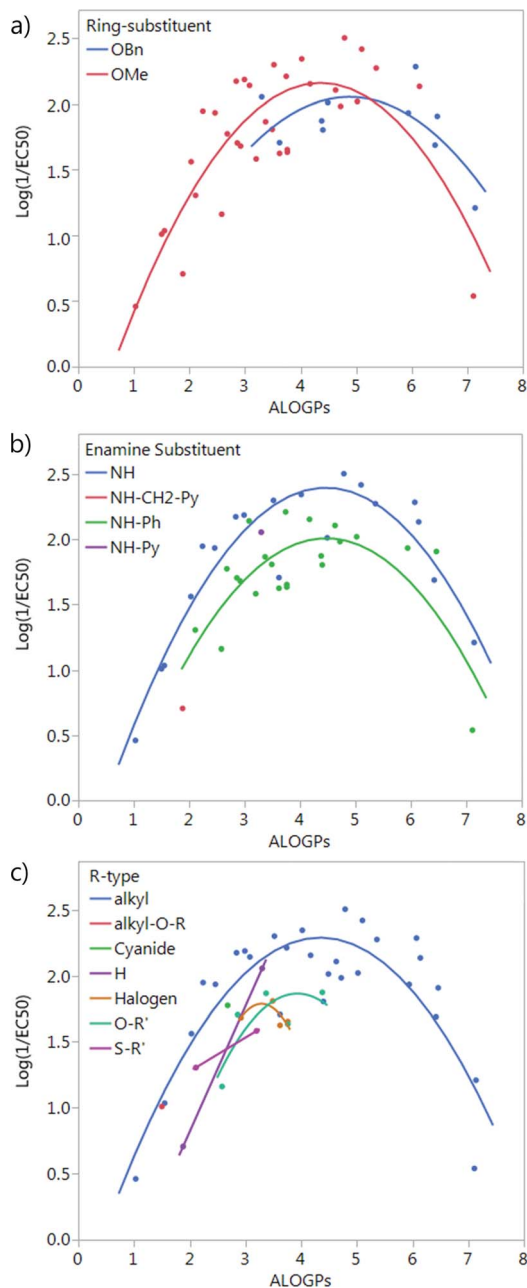 a)
Ring-substituent
OBn
OMe
2.5
2.0
1.5
1.0
0.5
0.0
Log(1/EC50)
0 1 2 3 4 5 6 7 8
ALOGPs
b)
Enamine Substituent
NH
NH-CH2-Py
NH-Ph
NH-Py
2.5
2.0
1.5
1.0
0.5
0.0
Log(1/EC50)
0 1 2 3 4 5 6 7 8
ALOGPs
c)
R-type
alkyl
alkyl-O-R
Cyanide
H
Halogen
O-R'
S-R'
2.5
2.0
1.5
1.0
0.5
0.0
Log(1/EC50)
0 1 2 3 4 5 6 7 8
ALOGPs